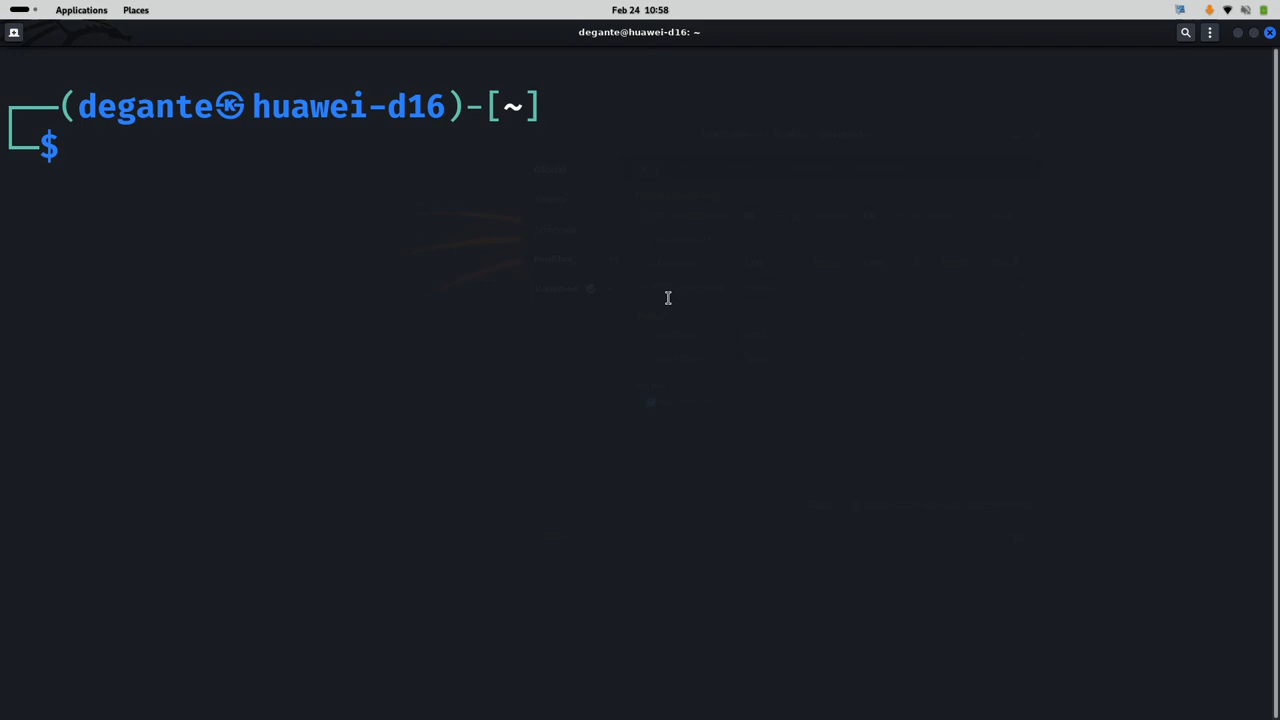 Applications Places Feb 24 10:58
degante@huawei-d16: ~
┌──(degante㉿huawei-d16)-[~]
└─$